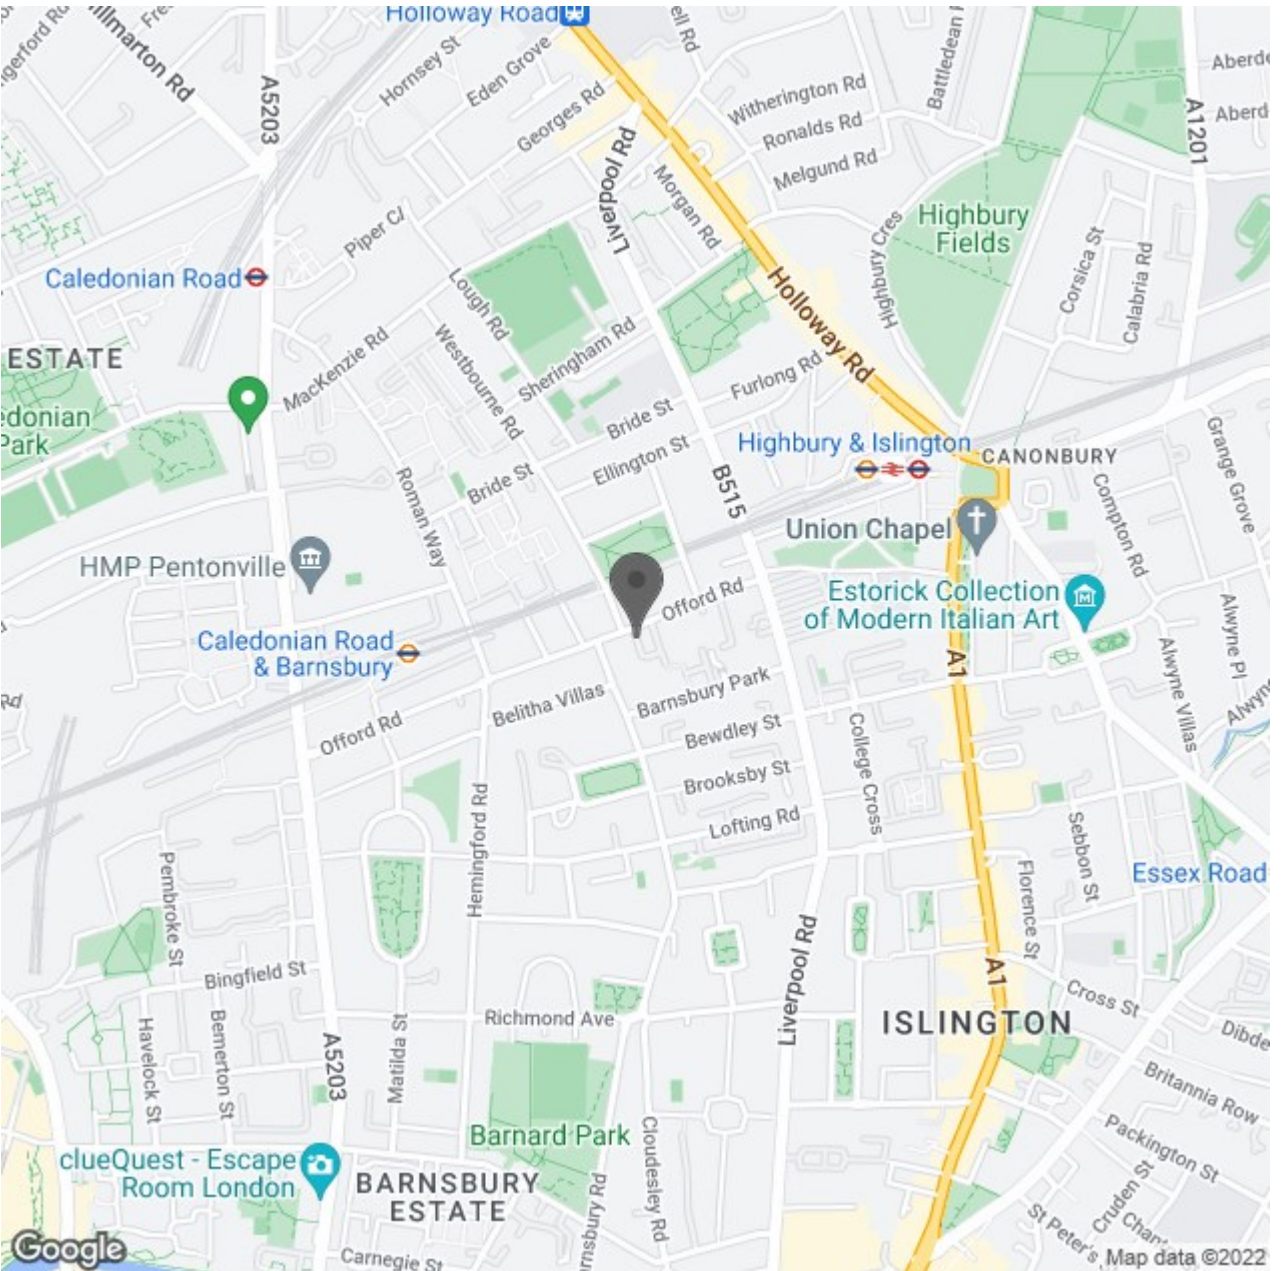 Holloway Road
Hornsey St
Eden Grove
Georges Rd
A5203
Liverpool Rd
Witherington Rd
Ronalds Rd
Melgund Rd
A1201
Morgan Rd
Highbury
Fields
Highbury Cres
Corsica St
Calabria Rd
Piper Cl
Caledonian Road
Lough Rd
Holloway Rd
ESTATE
MacKenzie Rd
Westbourne Rd
Sheringham Rd
Furlong Rd
Bride St
Ellington St
Highbury & Islington
CANONBURY
Grange Grove
Park
Roman Way
Bride St
B515
Compton Rd
Union Chapel
HMP Pentonville
Offord Rd
Estorick Collection
of Modern Italian Art
Alwyne Pl
Caledonian Road
& Barnsbury
A1
Alwyne Villas
Belitha Villas
Barnsbury Park
Offord Rd
Bewdley St
College Cross
Brooksby St
Hemingford Rd
Lofting Rd
Sebbon St
Pembroke St
Florence St
Essex Road
Liverpool Rd
Bingfield St
A1
Cross St
Richmond Ave
ISLINGTON
Havelock St
Bemerton St
Matilda St
A5203
Britannia Row
Barnard Park
Cloudesley Rd
Packington St
clueQuest - Escape
Room London
BARNSBURY
ESTATE
Cruden St
St Peter's
Carnegie St
Google
Map data ©2022